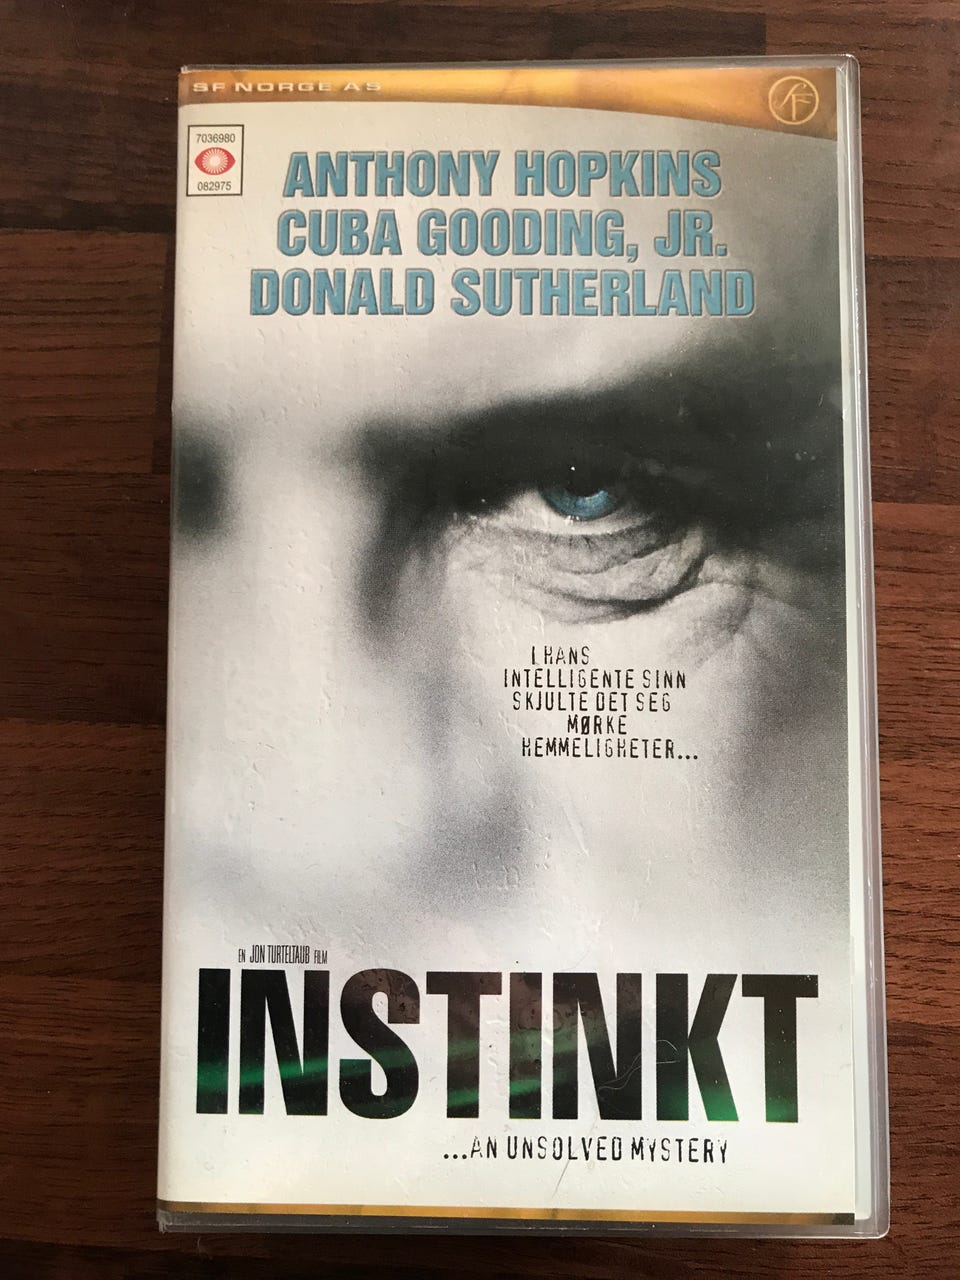 SF NORGE AS
SF
7036980
082975
ANTHONY HOPKINS
CUBA GOODING, JR.
DONALD SUTHERLAND
I HANS
INTELLIGENTE SINN
SKJULTE DET SEG
MØRKE
HEMMELIGHETER...
EN JON TURTELTAUB FILM
INSTINKT
...AN UNSOLVED MYSTERY